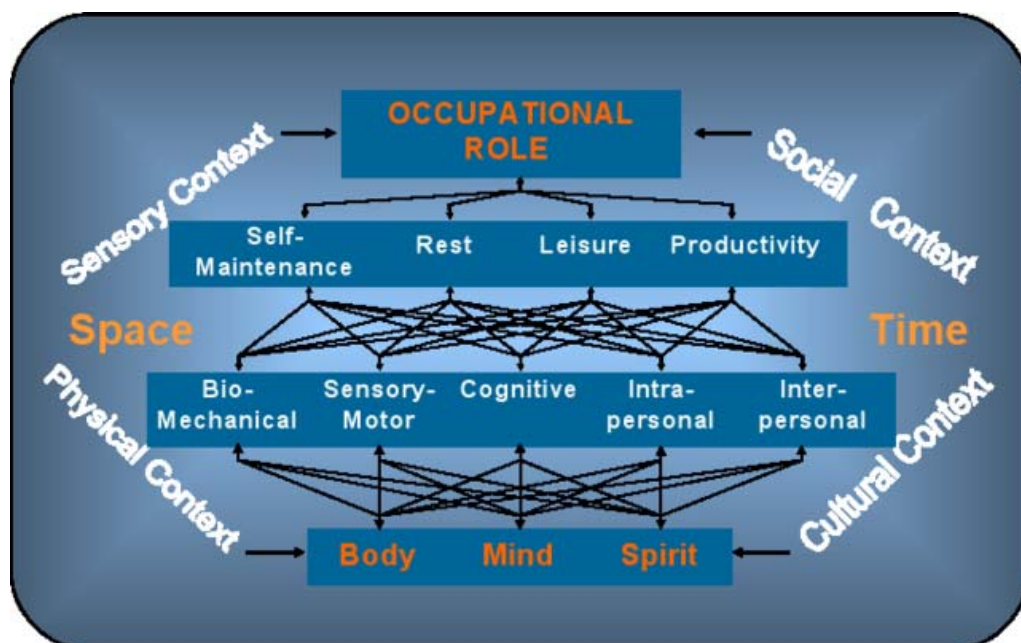 OCCUPATIONAL
ROLE
Sensory Context
Social Context
Self-
Maintenance
Rest
Leisure
Productivity
Space
Time
Bio-
Mechanical
Sensory-
Motor
Cognitive
Intra-
personal
Inter-
personal
Physical Context
Cultural Context
Body
Mind
Spirit